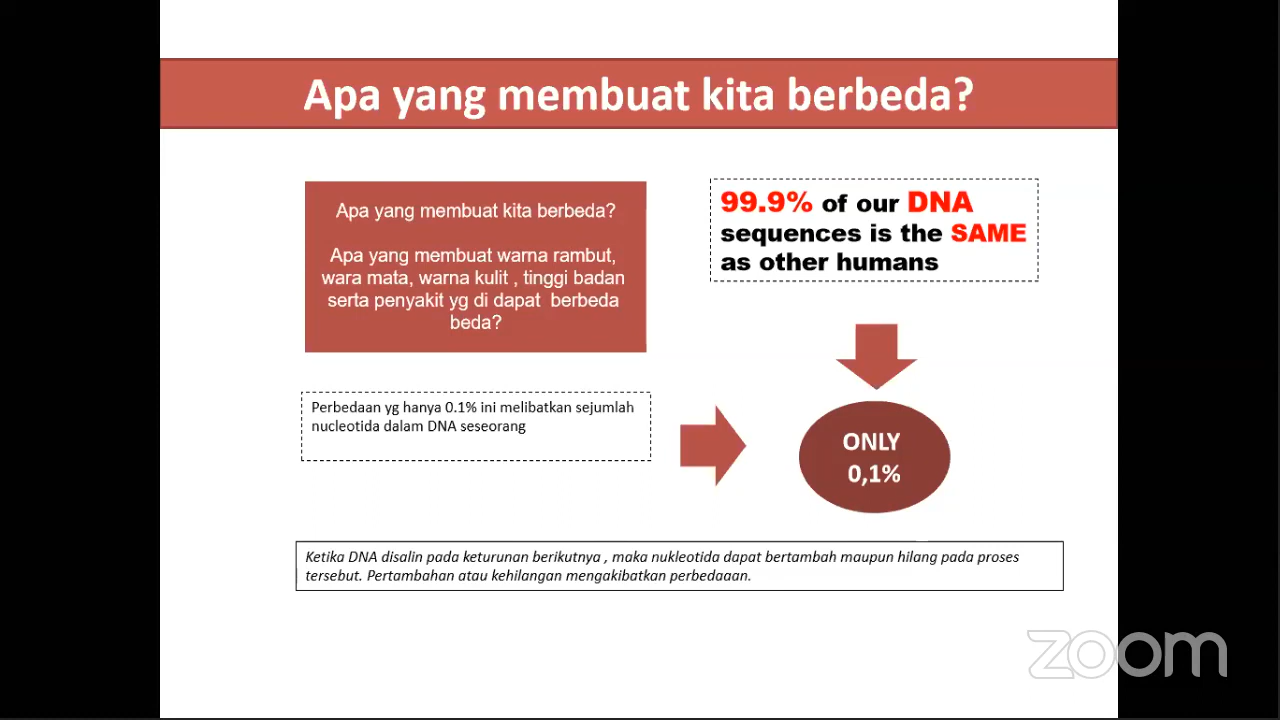 Apa yang membuat kita berbeda?
Apa yang membuat kita berbeda?
Apa yang membuat warna rambut,
wara mata, warna kulit , tinggi badan
serta penyakit yg di dapat berbeda
beda?
99.9% of our DNA
sequences is the SAME
as other humans
Perbedaan yg hanya 0.1% ini melibatkan sejumlah
nucleotida dalam DNA seseorang
ONLY
0,1%
Ketika DNA disalin pada keturunan berikutnya , maka nukleotida dapat bertambah maupun hilang pada proses
tersebut. Pertambahan atau kehilangan mengakibatkan perbedaaan.
zoom